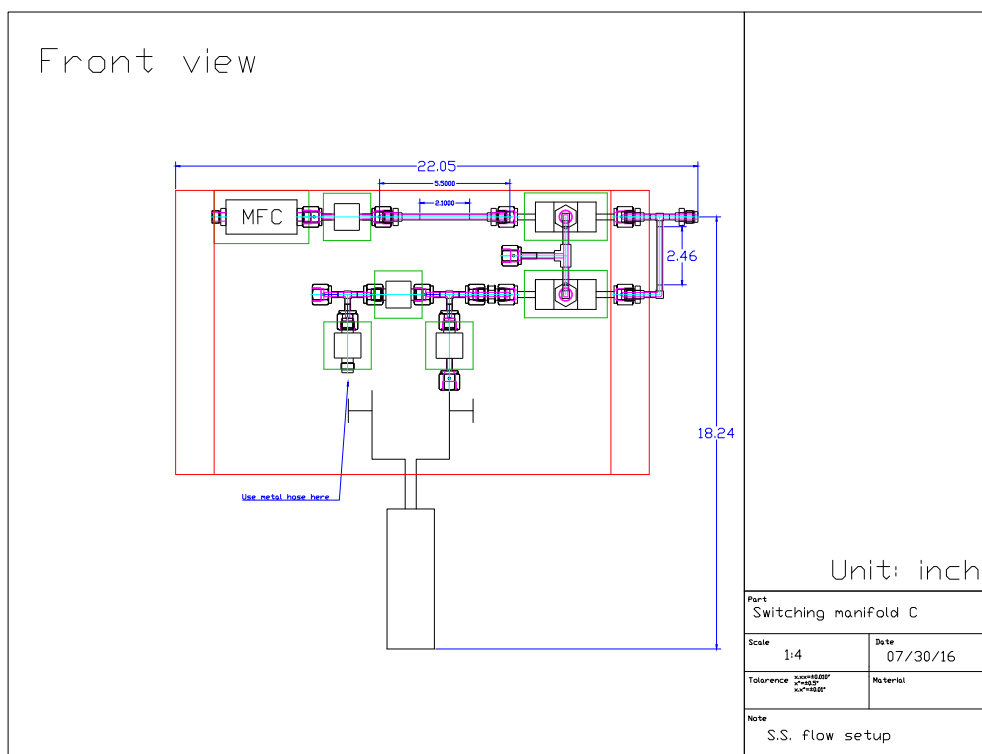 Front view
22.05
5.5000
2.1000
MFC
2.46
18.24
Use metal hose here
Unit: inch
Part
Switching manifold C
Scale
1:4
Date
07/30/16
Tolarence
Material
Note
S.S. flow setup